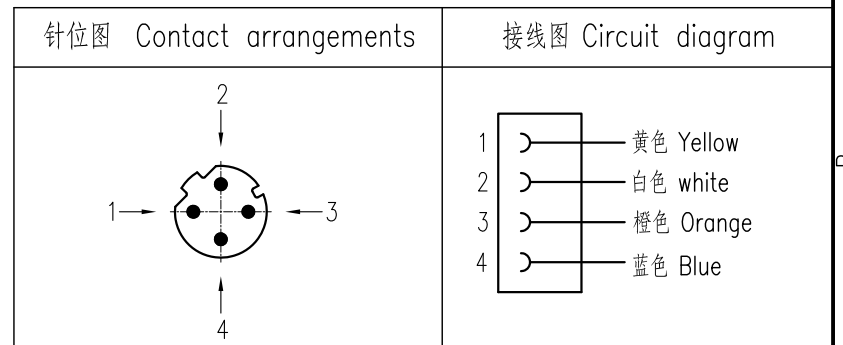 针位图 Contact arrangements
接线图 Circuit diagram
2
1
3
4
1 黄色 Yellow
2 白色 white
3 橙色 Orange
4 蓝色 Blue